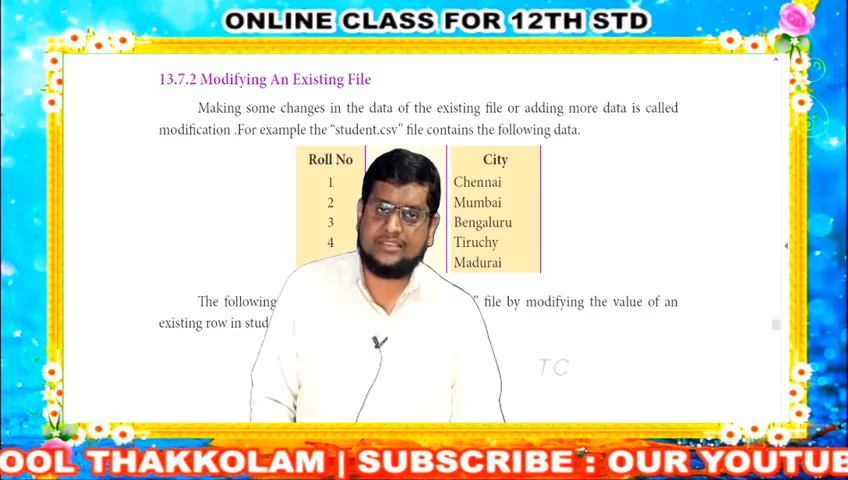 ONLINE CLASS FOR 12TH STD
13.7.2 Modifying An Existing File
Making some changes in the data of the existing file or adding more data is called
modification .For example the “student.csv” file contains the following data.
Roll No City
1 Chennai
2 Mumbai
3 Bengaluru
4 Tiruchy
Madurai
The following ” file by modifying the value of an
existing row in stud
TC
OOL THAKKOLAM | SUBSCRIBE : OUR YOUTUB